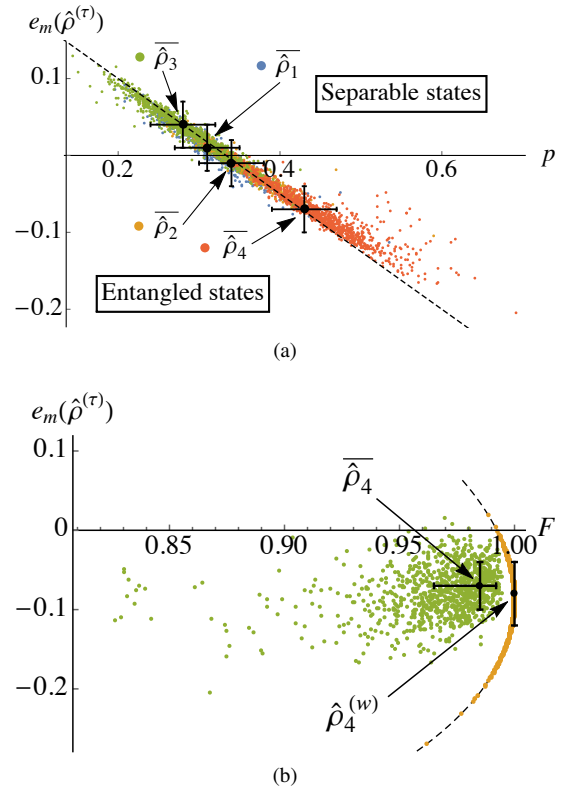 e_m(ρ̂^(τ))
ρ̂̅_3
ρ̂̅_1
0.1
Separable states
0.2
0.4
0.6
p
ρ̂̅_2
ρ̂̅_4
−0.1
Entangled states
−0.2
(a)
e_m(ρ̂^(τ))
0.1
ρ̂̅_4
0
0.85
0.90
0.95
1.00
F
−0.1
−0.2
ρ̂_4^(w)
(b)